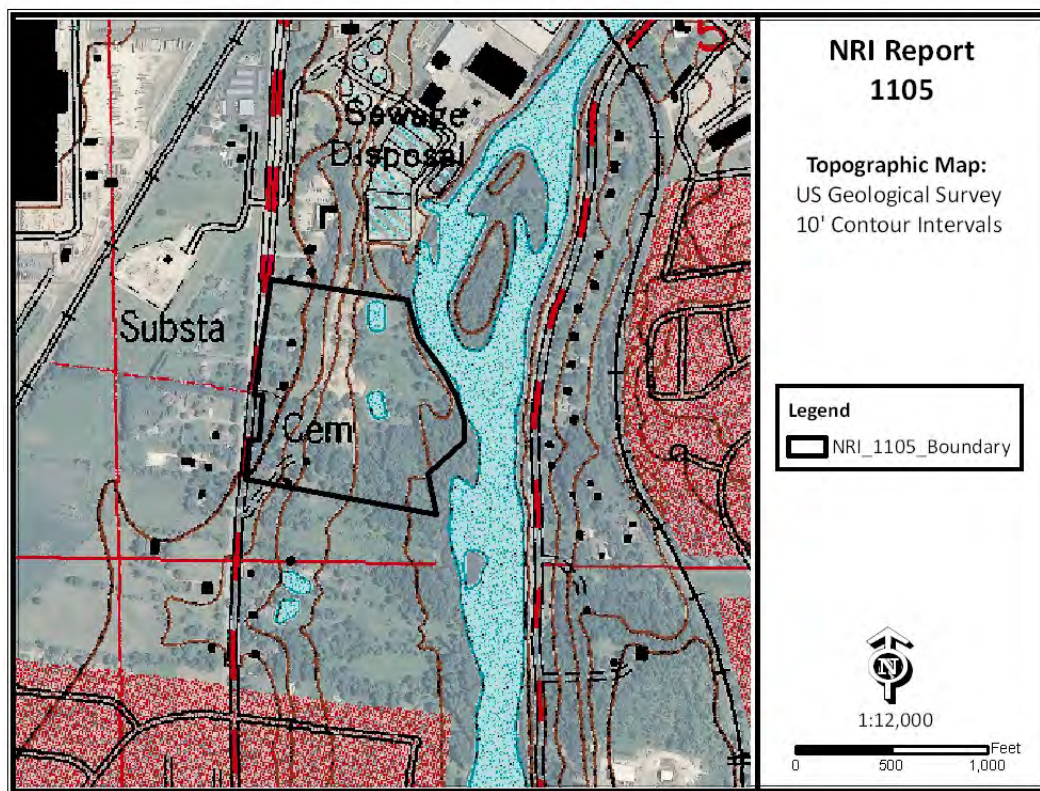 Sewage
Disposal
5
Substa
Cem
NRI Report
1105
Topographic Map:
US Geological Survey
10' Contour Intervals
Legend
NRI_1105_Boundary
N
1:12,000
Feet
0 500 1,000